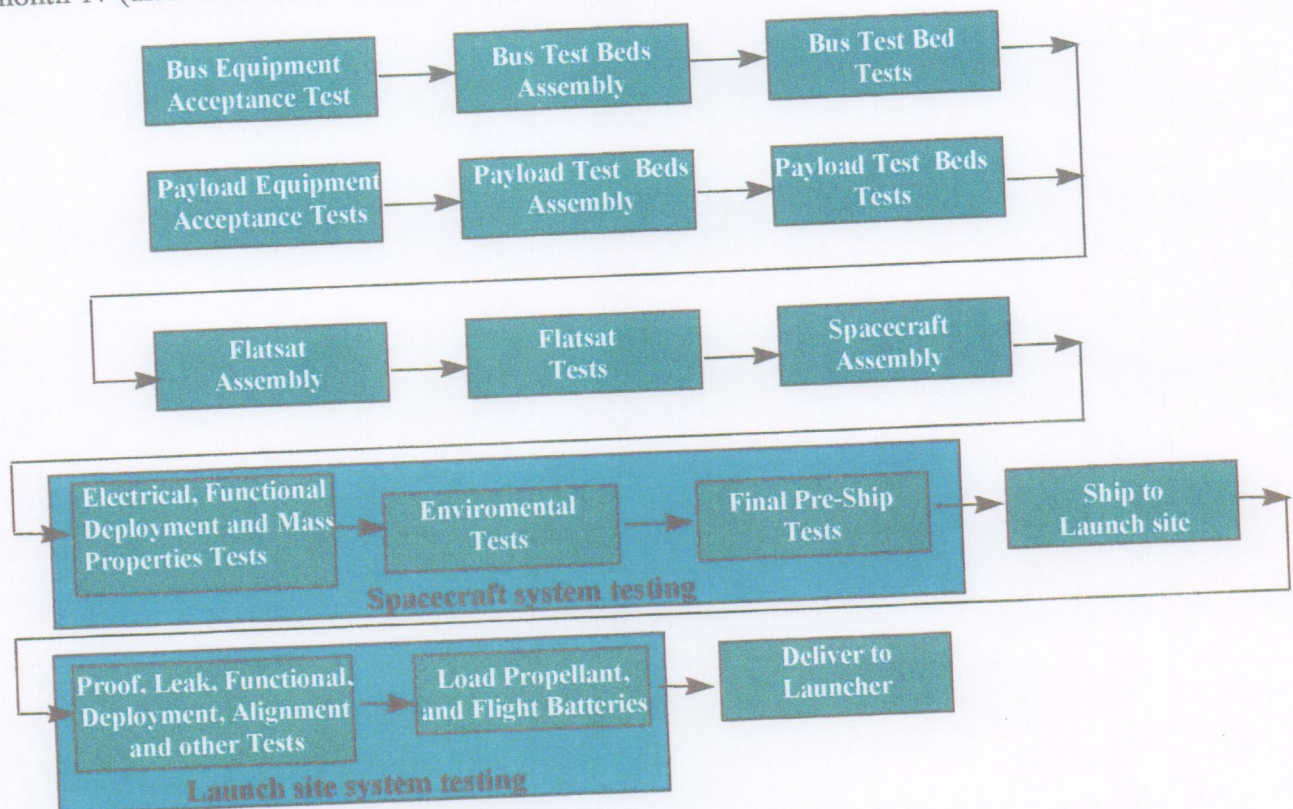 Bus Equipment
Acceptance Test
Bus Test Beds
Assembly
Bus Test Bed
Tests
Payload Equipment
Acceptance Tests
Payload Test Beds
Assembly
Payload Test Beds
Tests
Flatsat
Assembly
Flatsat
Tests
Spacecraft
Assembly
Electrical, Functional
Deployment and Mass
Properties Tests
Enviromental
Tests
Final Pre-Ship
Tests
Ship to
Launch site
Spacecraft system testing
Proof, Leak, Functional,
Deployment, Alignment
and other Tests
Load Propellant,
and Flight Batteries
Deliver to
Launcher
Launch site system testing